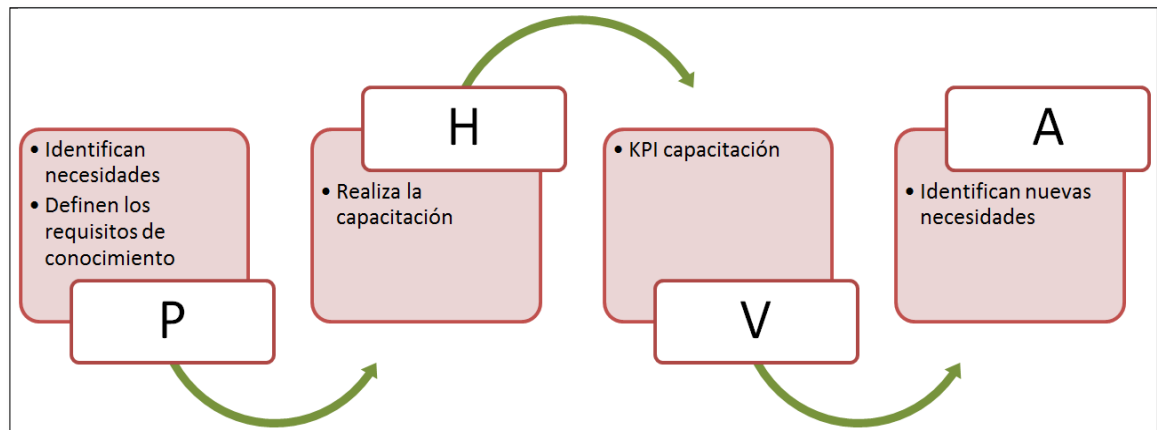 • Identifican
necesidades
• Definen los
requisitos de
conocimiento
P
H
• Realiza la
capacitación
• KPI capacitación
V
A
• Identifican nuevas
necesidades